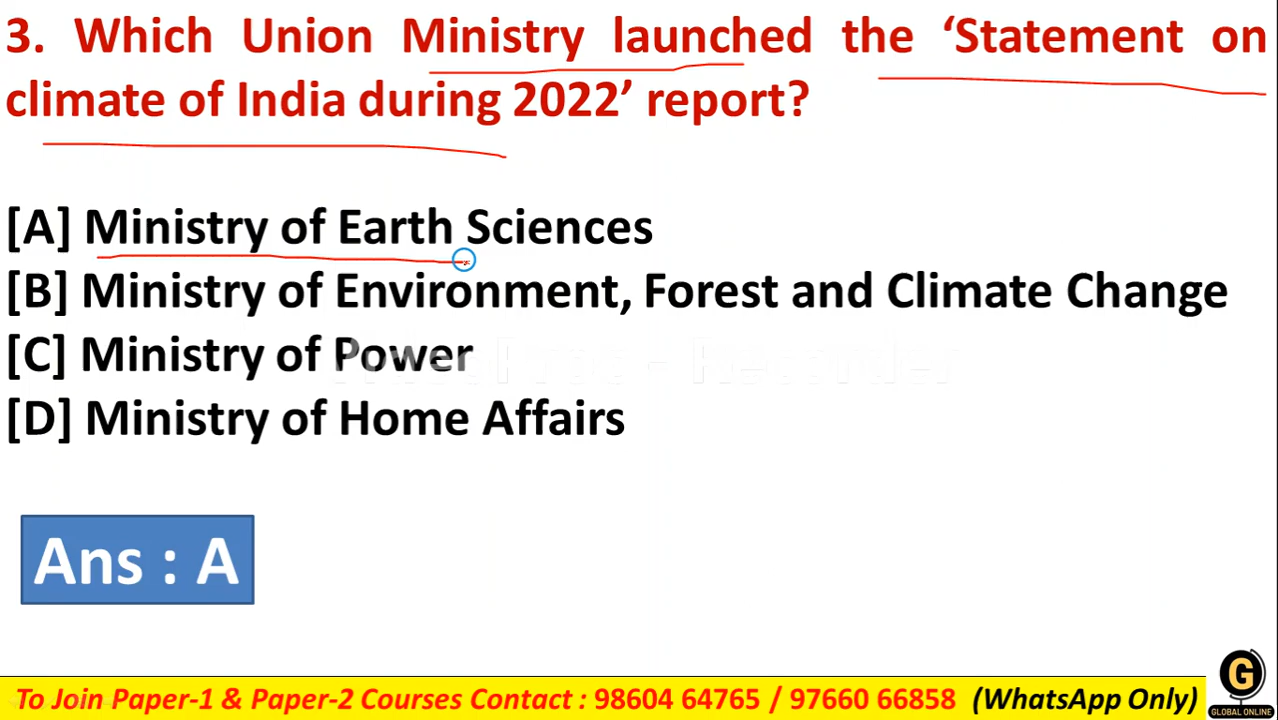 3. Which Union Ministry launched the ‘Statement on
climate of India during 2022’ report?
[A] Ministry of Earth Sciences
[B] Ministry of Environment, Forest and Climate Change
[C] Ministry of Power
[D] Ministry of Home Affairs
Ans : A
To Join Paper-1 & Paper-2 Courses Contact : 98604 64765 / 97660 66858 (WhatsApp Only)
G
GLOBAL ONLINE